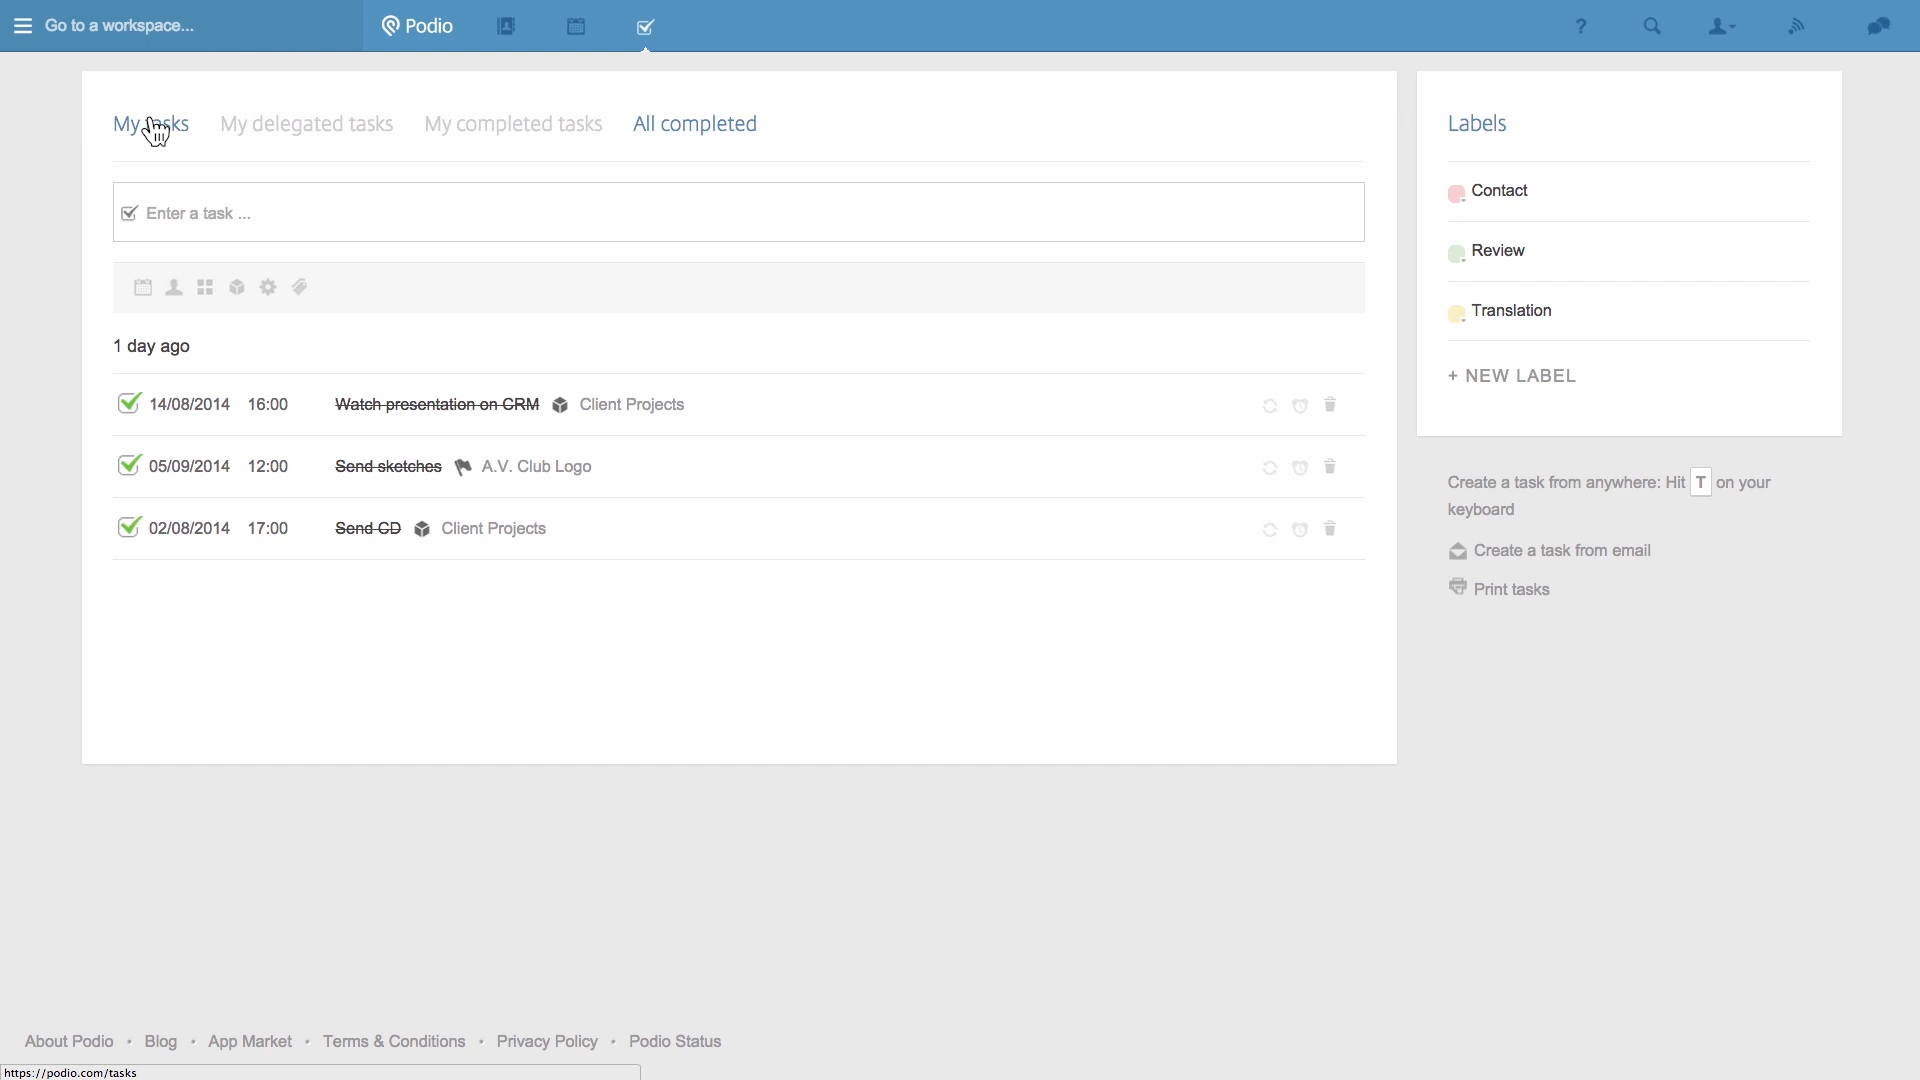 Go to a workspace...
Podio
?
My tasks My delegated tasks My completed tasks All completed
Enter a task ...
1 day ago
14/08/2014 16:00 Watch presentation on CRM Client Projects
05/09/2014 12:00 Send sketches A.V. Club Logo
02/08/2014 17:00 Send CD Client Projects
Labels
Contact
Review
Translation
+ NEW LABEL
Create a task from anywhere: Hit T on your
keyboard
Create a task from email
Print tasks
About Podio • Blog • App Market • Terms & Conditions • Privacy Policy • Podio Status
https://podio.com/tasks